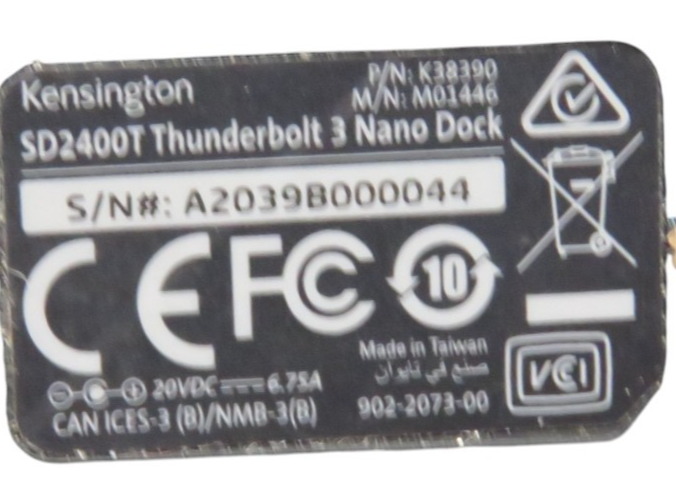 Kensington
P/N: K38390
M/N: M01446
SD2400T Thunderbolt 3 Nano Dock
S/N#: A2039B000044
CE FC 10
Made in Taiwan
صنع في تايوان
20VDC 6.75A
CAN ICES-3 (B)/NMB-3(B)
902-2073-00
VCCI